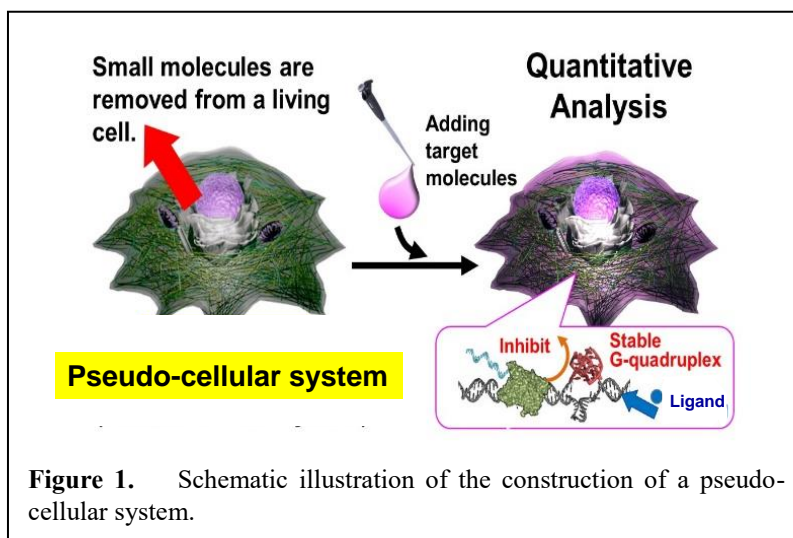 Small molecules are
removed from a living
cell.
Adding
target
molecules
Quantitative
Analysis
Pseudo-cellular system
Inhibit
Stable
G-quadruplex
Ligand
Figure 1. Schematic illustration of the construction of a pseudo-
cellular system.